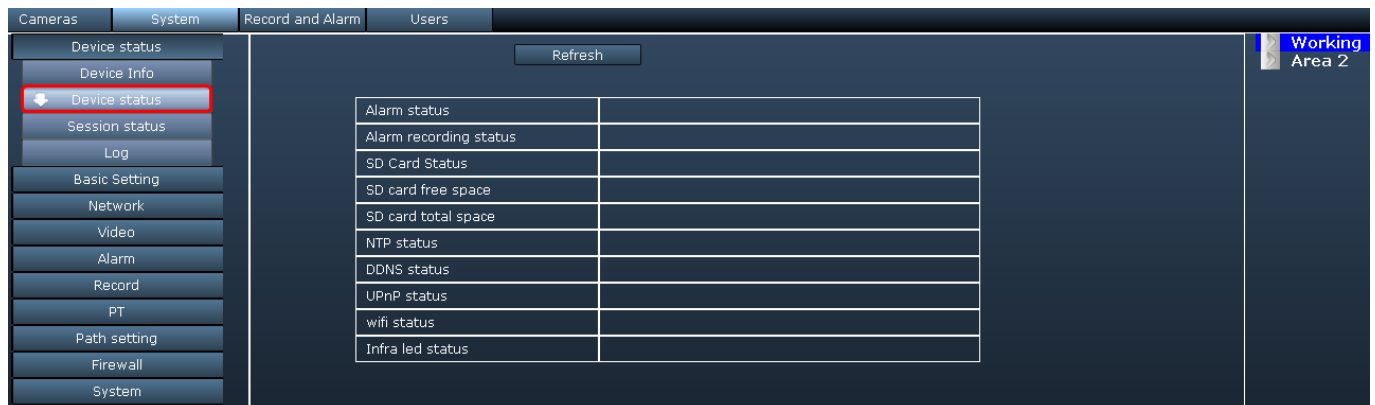 Cameras
System
Record and Alarm
Users
Device status
Device Info
Device status
Session status
Log
Basic Setting
Network
Video
Alarm
Record
PT
Path setting
Firewall
System
Refresh
Alarm status
Alarm recording status
SD Card Status
SD card free space
SD card total space
NTP status
DDNS status
UPnP status
wifi status
Infra led status
Working
Area 2